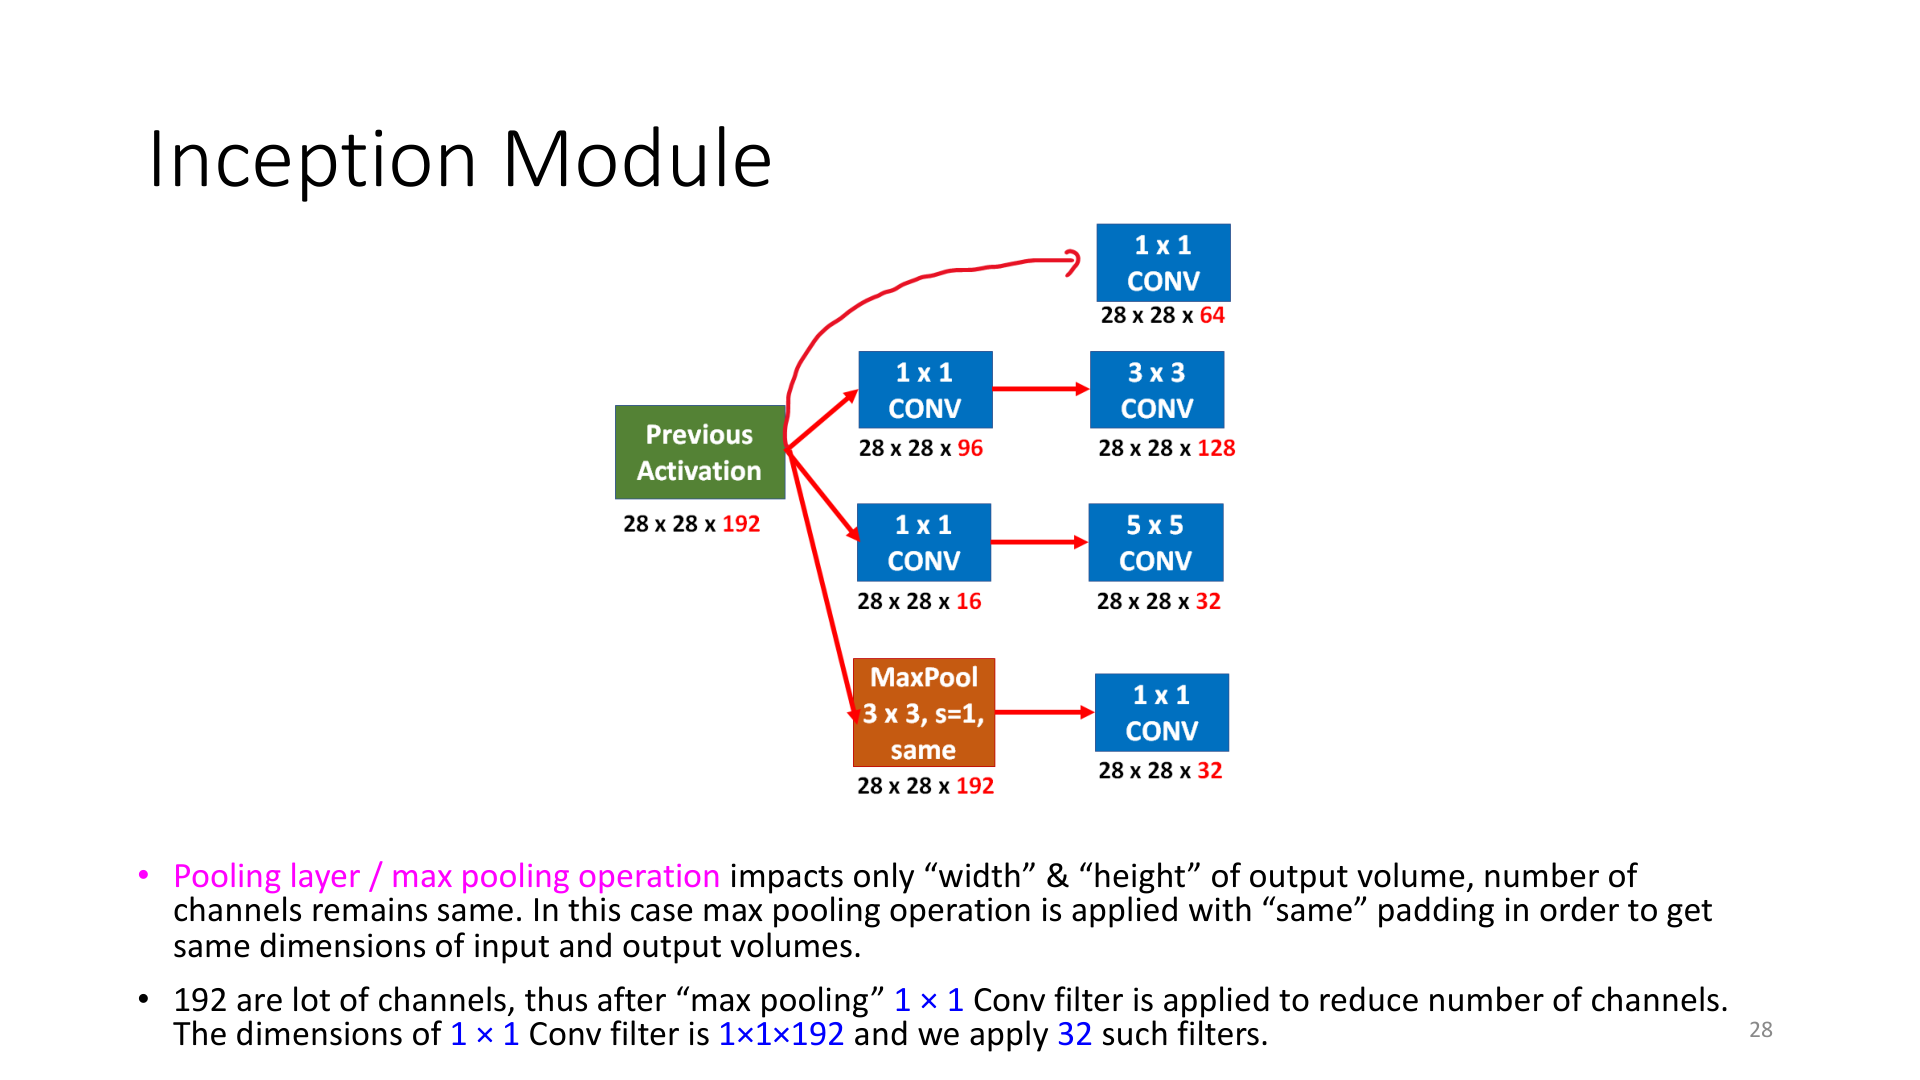 Inception Module
1 x 1
CONV
28 x 28 x 64
1 x 1
CONV
28 x 28 x 96
3 x 3
CONV
28 x 28 x 128
Previous
Activation
28 x 28 x 192
1 x 1
CONV
28 x 28 x 16
5 x 5
CONV
28 x 28 x 32
MaxPool
3 x 3, s=1,
same
28 x 28 x 192
1 x 1
CONV
28 x 28 x 32
• Pooling layer / max pooling operation impacts only “width” & “height” of output volume, number of
channels remains same. In this case max pooling operation is applied with “same” padding in order to get
same dimensions of input and output volumes.
• 192 are lot of channels, thus after “max pooling” 1 × 1 Conv filter is applied to reduce number of channels.
The dimensions of 1 × 1 Conv filter is 1×1×192 and we apply 32 such filters.
28